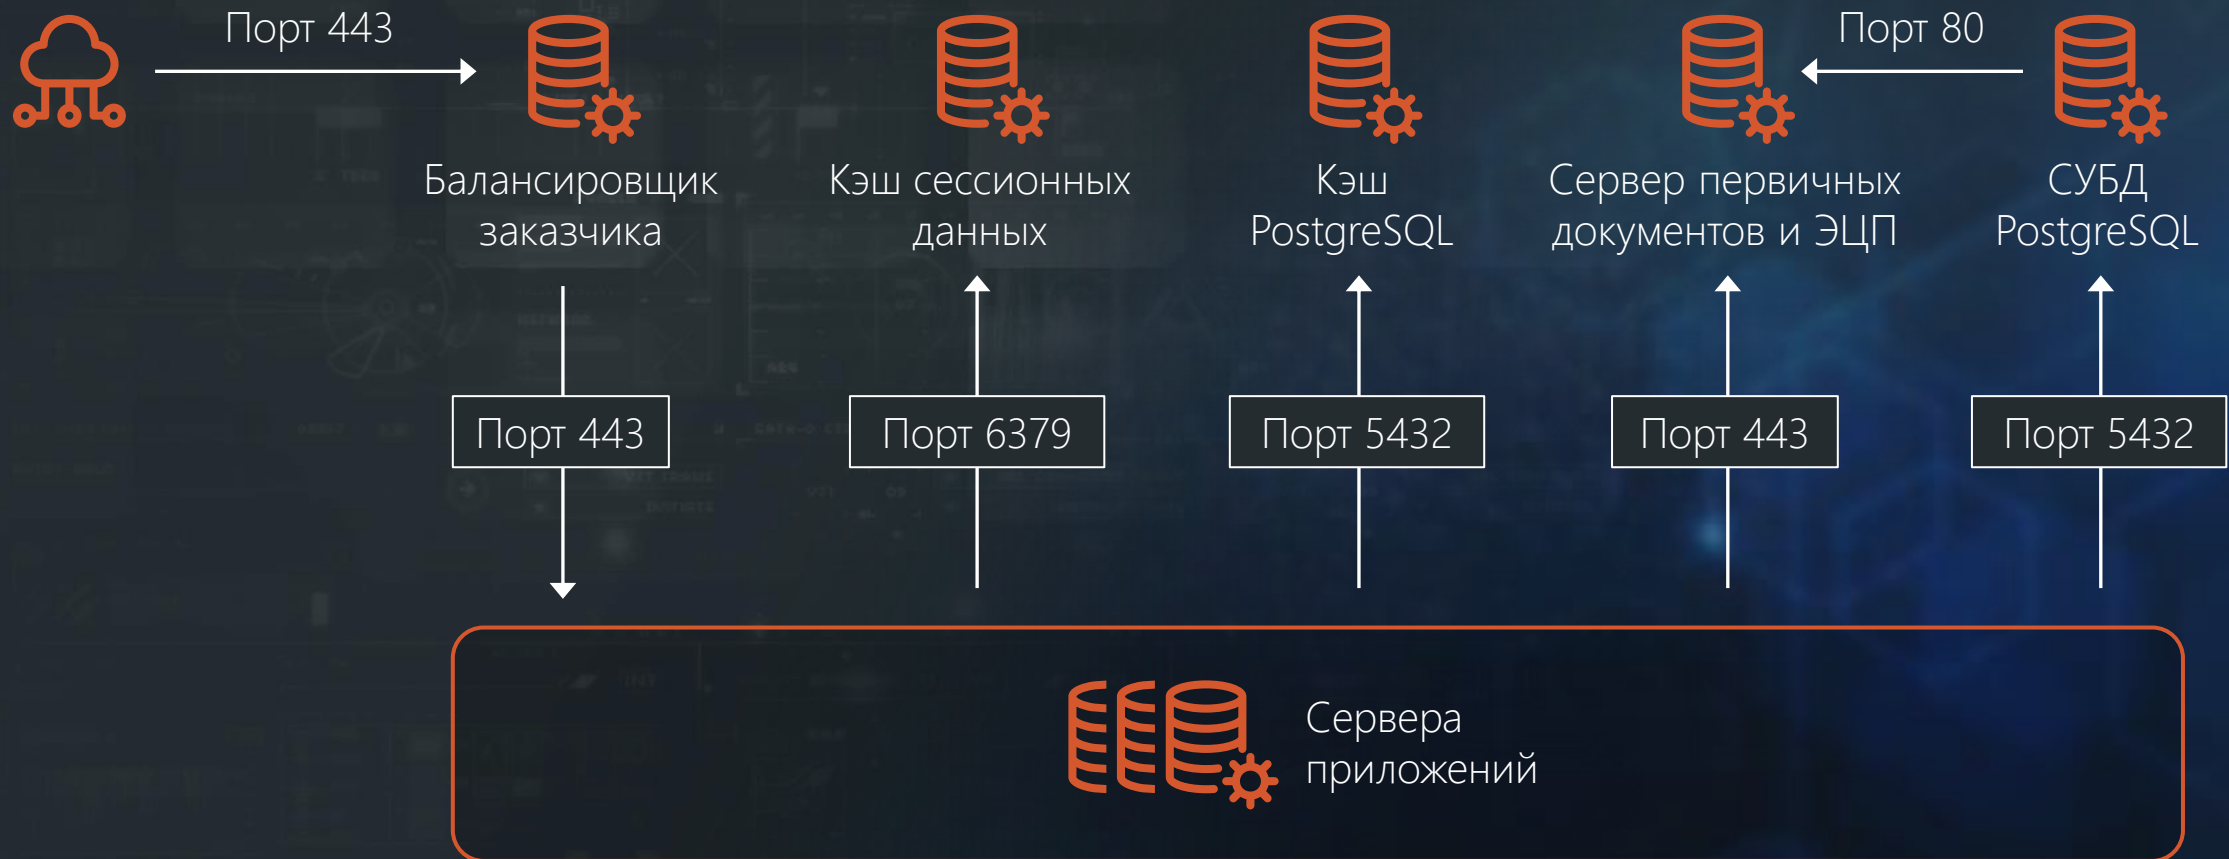 Порт 443
Порт 80
Балансировщик
заказчика
Кэш сессионных
данных
Кэш
PostgreSQL
Сервер первичных
документов и ЭЦП
СУБД
PostgreSQL
Порт 443
Порт 6379
Порт 5432
Порт 443
Порт 5432
Сервера
приложений